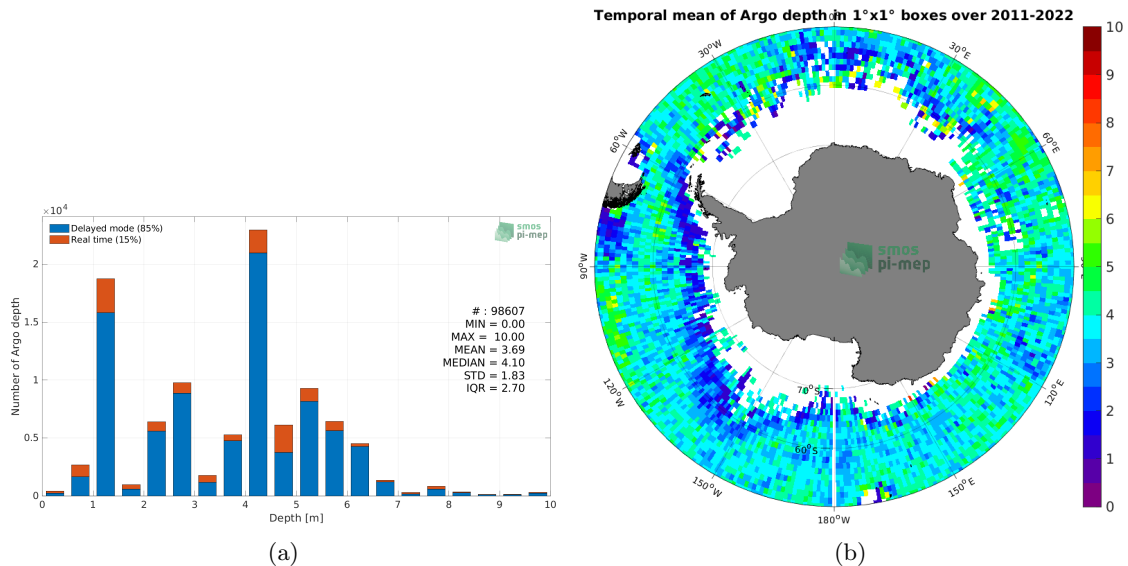 ×10⁴
Delayed mode (85%)
Real time (15%)
smos
pi-mep
# : 98607
MIN = 0.00
MAX = 10.00
MEAN = 3.69
MEDIAN = 4.10
STD = 1.83
IQR = 2.70
Number of Argo depth
2
1.5
1
0.5
0
0 1 2 3 4 5 6 7 8 9 10
Depth [m]
(a)
Temporal mean of Argo depth in 1°x1° boxes over 2011-2022
30°W
30°E
60°W
60°E
90°W
smos
pi-mep
120°W
120°E
70°S
60°S
150°W
150°E
180°W
10
9
8
7
6
5
4
3
2
1
0
(b)